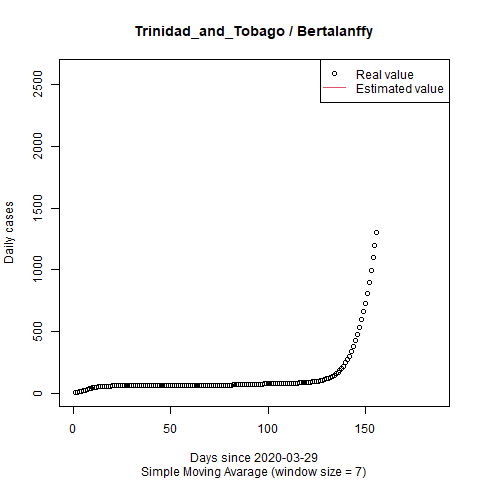 Trinidad_and_Tobago / Bertalanffy
Real value
Estimated value
Daily cases
2500
2000
1500
1000
500
0
0 50 100 150
Days since 2020-03-29
Simple Moving Avarage (window size = 7)